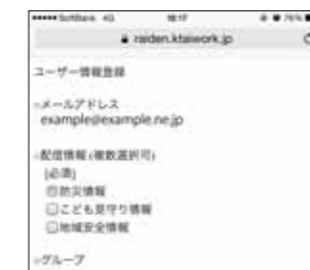 SoftBank 4G 16:17 76%
raiden.ktaiwork.jp
ユーザー情報登録
○メールアドレス
example@example.ne.jp
○配信情報(複数選択可)
[必須]
防災情報
こども見守り情報
地域安全情報
○グループ